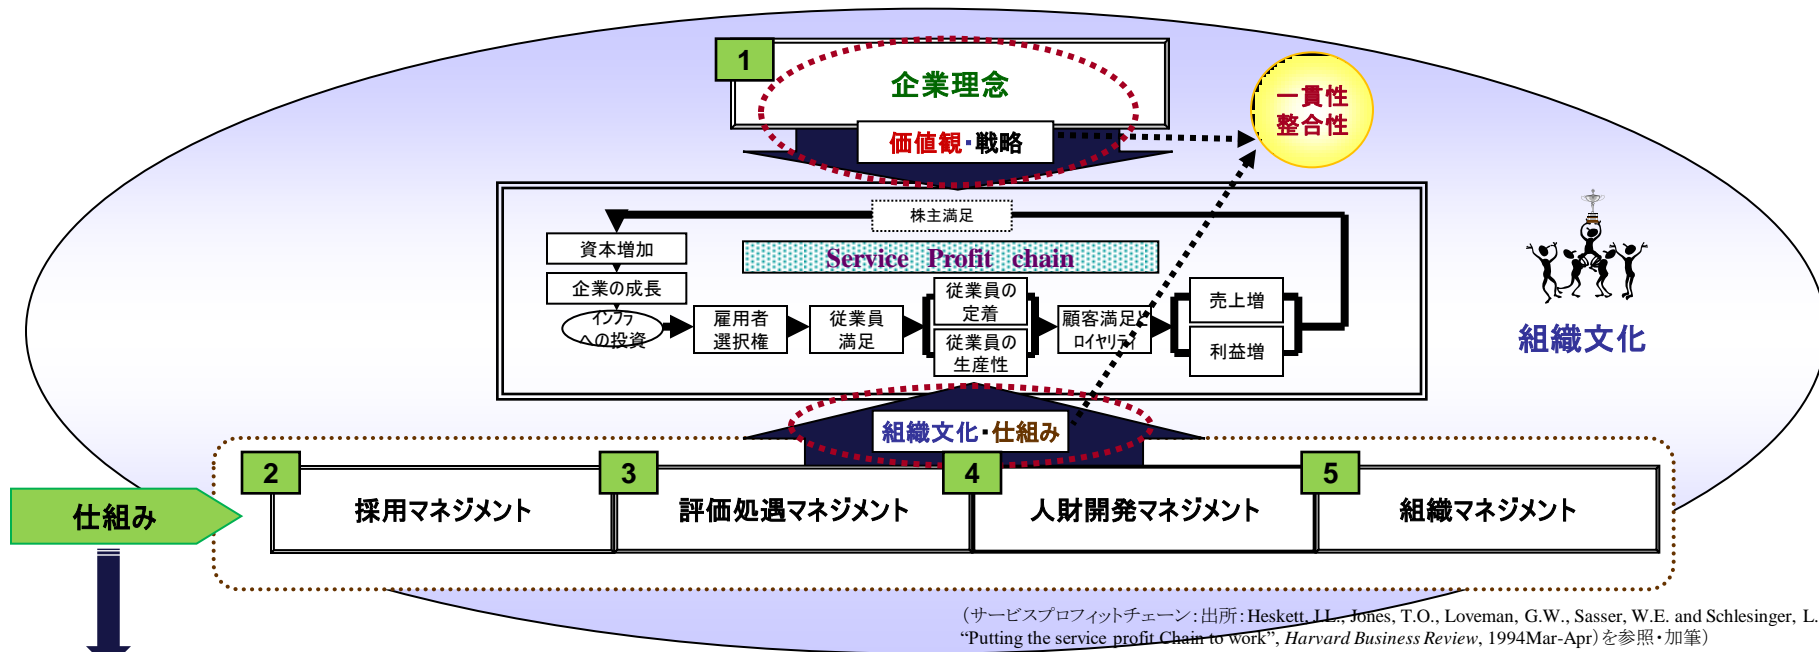 1
企業理念
一貫性
整合性
価値観・戦略
株主満足
資本増加
Service Profit chain
企業の成長
インフラ
への投資
雇用者
選択権
従業員
満足
従業員の
定着
従業員の
生産性
顧客満足と
ロイヤリティ
売上増
利益増
組織文化
組織文化・仕組み
2
採用マネジメント
3
評価処遇マネジメント
4
人財開発マネジメント
5
組織マネジメント
仕組み
(サービスプロフィットチェーン:出所:Heskett, J.L., Jones, T.O., Loveman, G.W., Sasser, W.E. and Schlesinger, L.
“Putting the service profit Chain to work”, Harvard Business Review, 1994Mar-Apr)を参照・加筆)